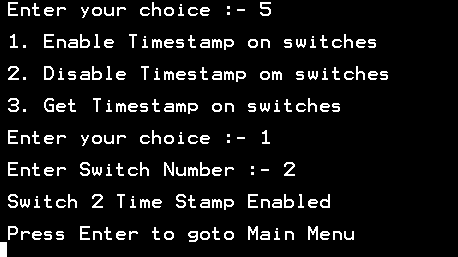 Enter your choice :- 5
1. Enable Timestamp on switches
2. Disable Timestamp om switches
3. Get Timestamp on switches
Enter your choice :- 1
Enter Switch Number :- 2
Switch 2 Time Stamp Enabled
Press Enter to goto Main Menu